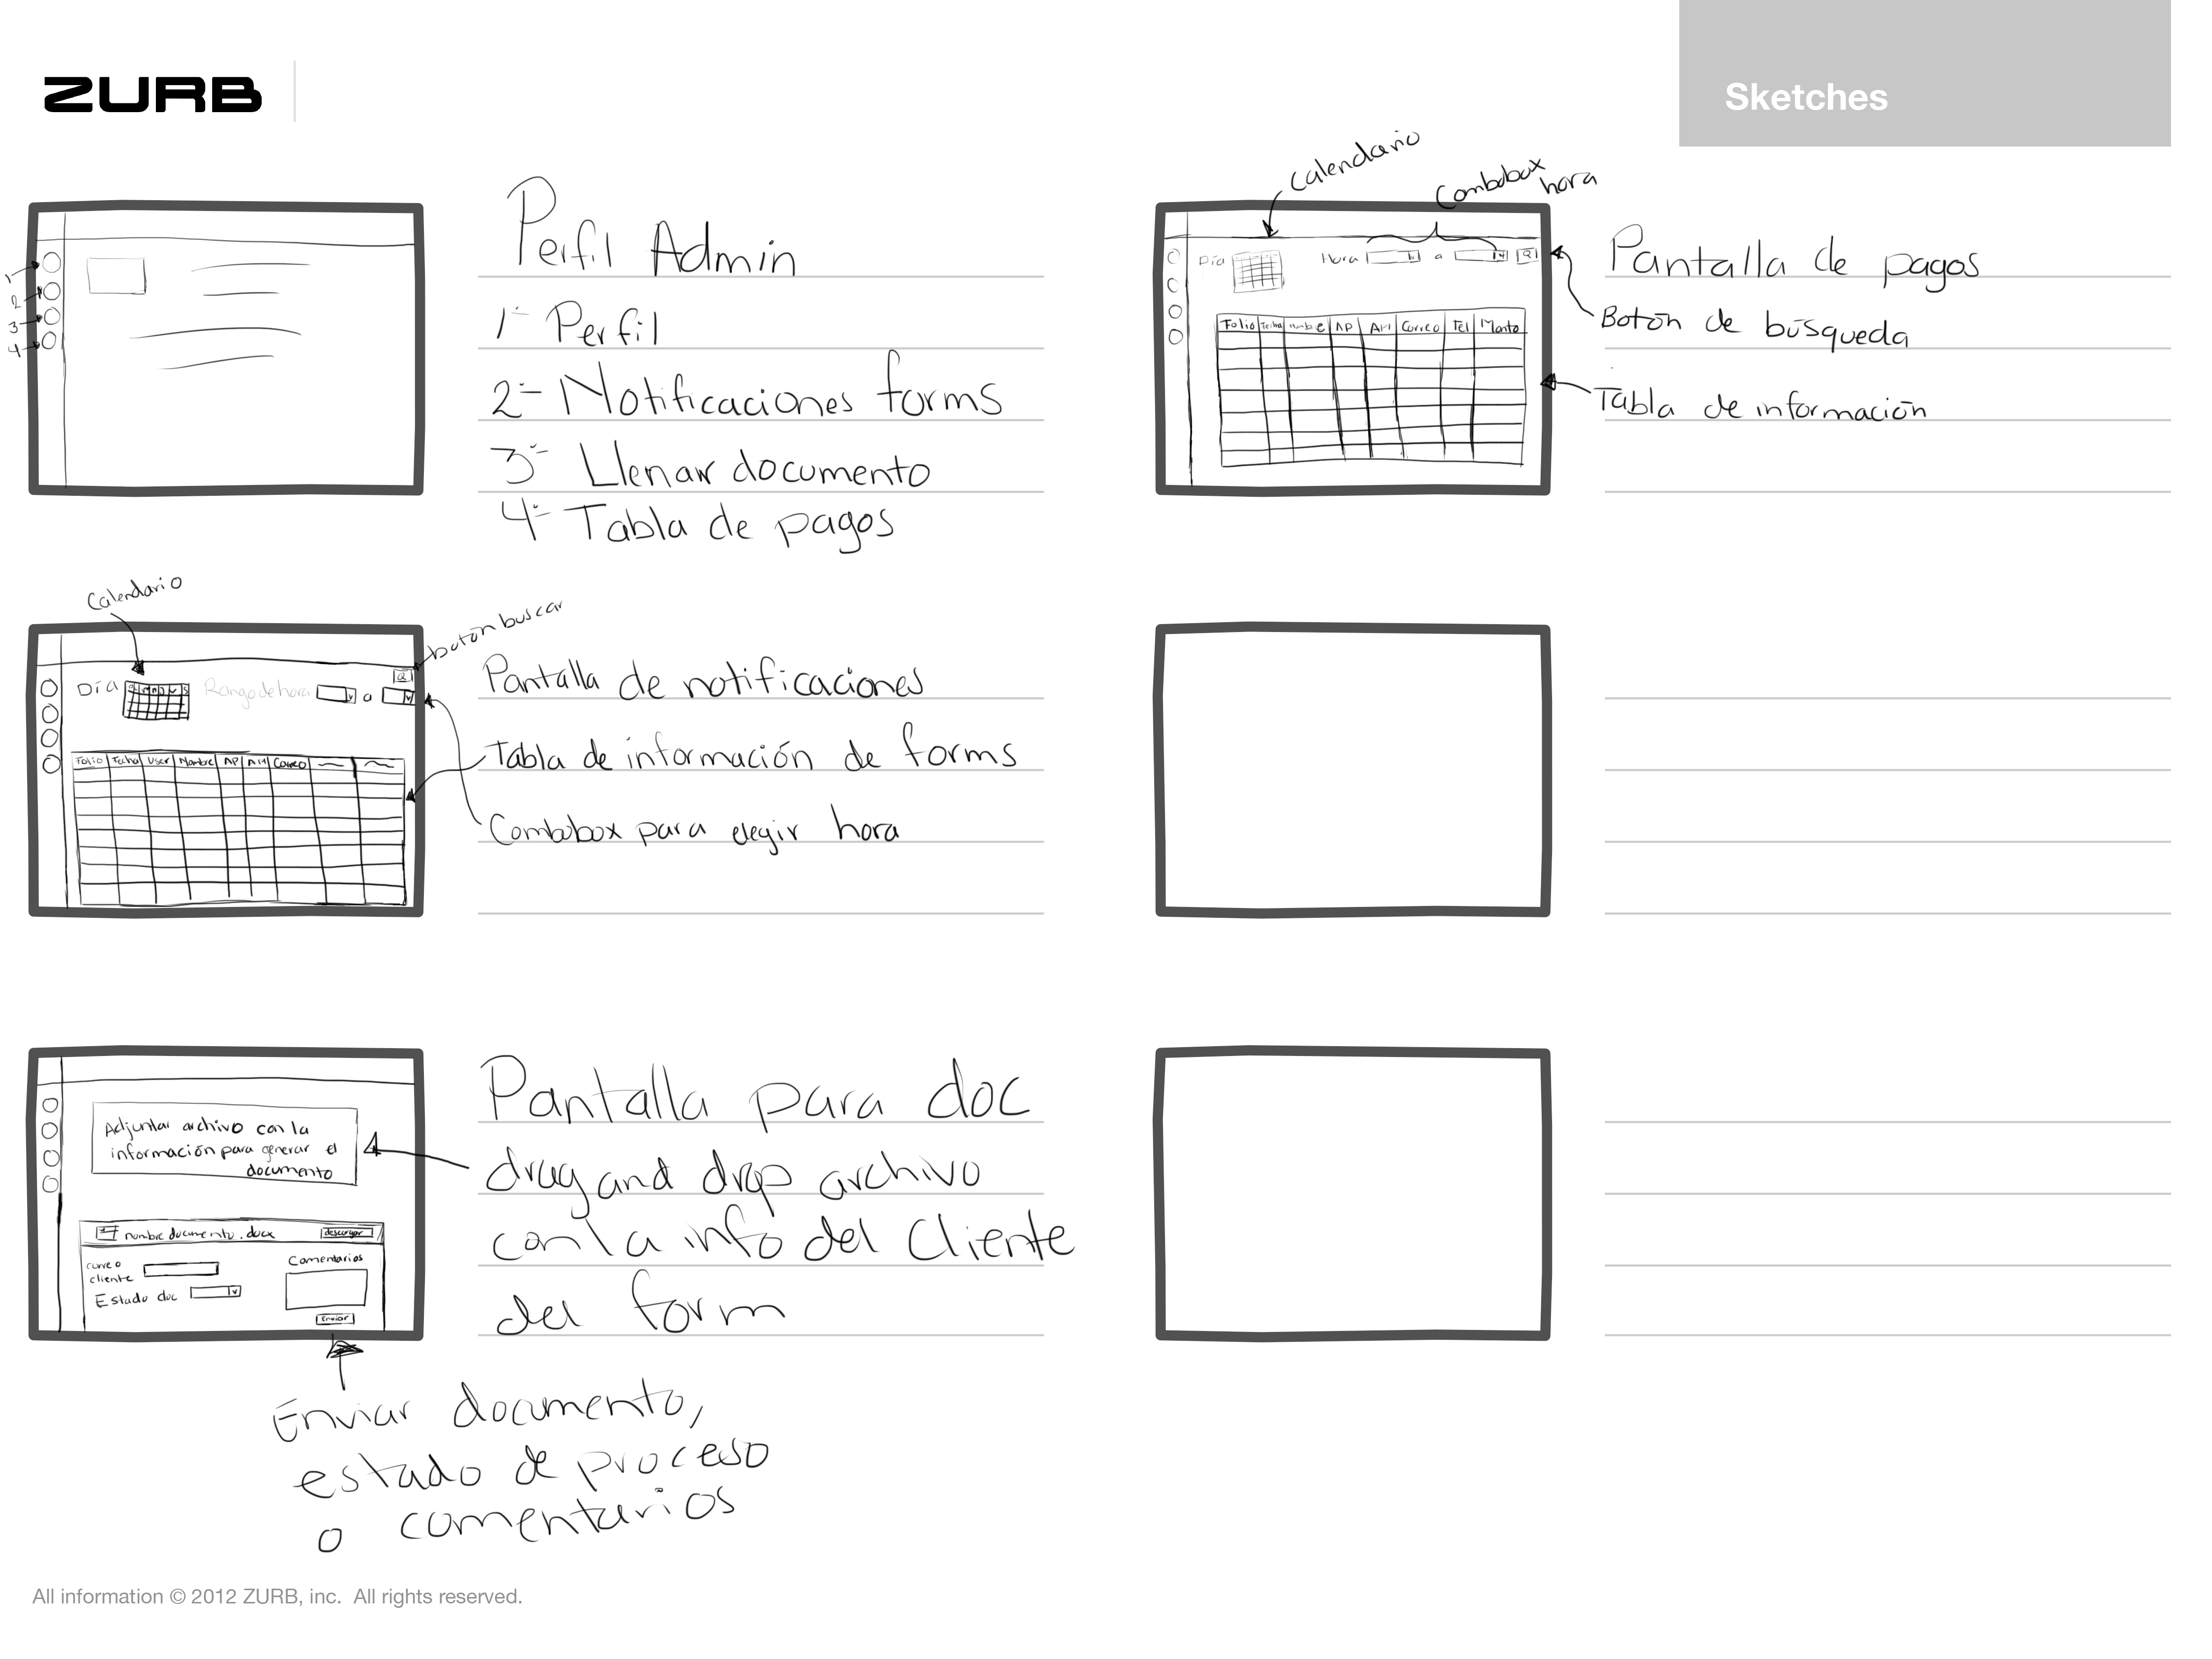 ZURB
Sketches
Perfil Admin
1- Perfil
2- Notificaciones forms
3- Llenar documento
4- Tabla de pagos
1
2
3
4
Calendario
Combobox
hora
Día
Hora
a
Folio Fecha Nombre AP AM Correo Tel Monto
Pantalla de pagos
Botón de búsqueda
Tabla de información
Calendario
botón buscar
Día
Rango de hora
a
Folio Fecha User Nombre AP AM Correo
Pantalla de notificaciones
Tabla de información de forms
Combobox para elegir hora
Adjuntar archivo con la
información para generar el
documento
nombre documento.docx
descargar
correo
cliente
Estado doc
Comentarios
Enviar
Pantalla para doc
drag and drop archivo
con la info del Cliente
del form
Enviar documento,
estado de proceso
o comentarios
All information © 2012 ZURB, inc. All rights reserved.